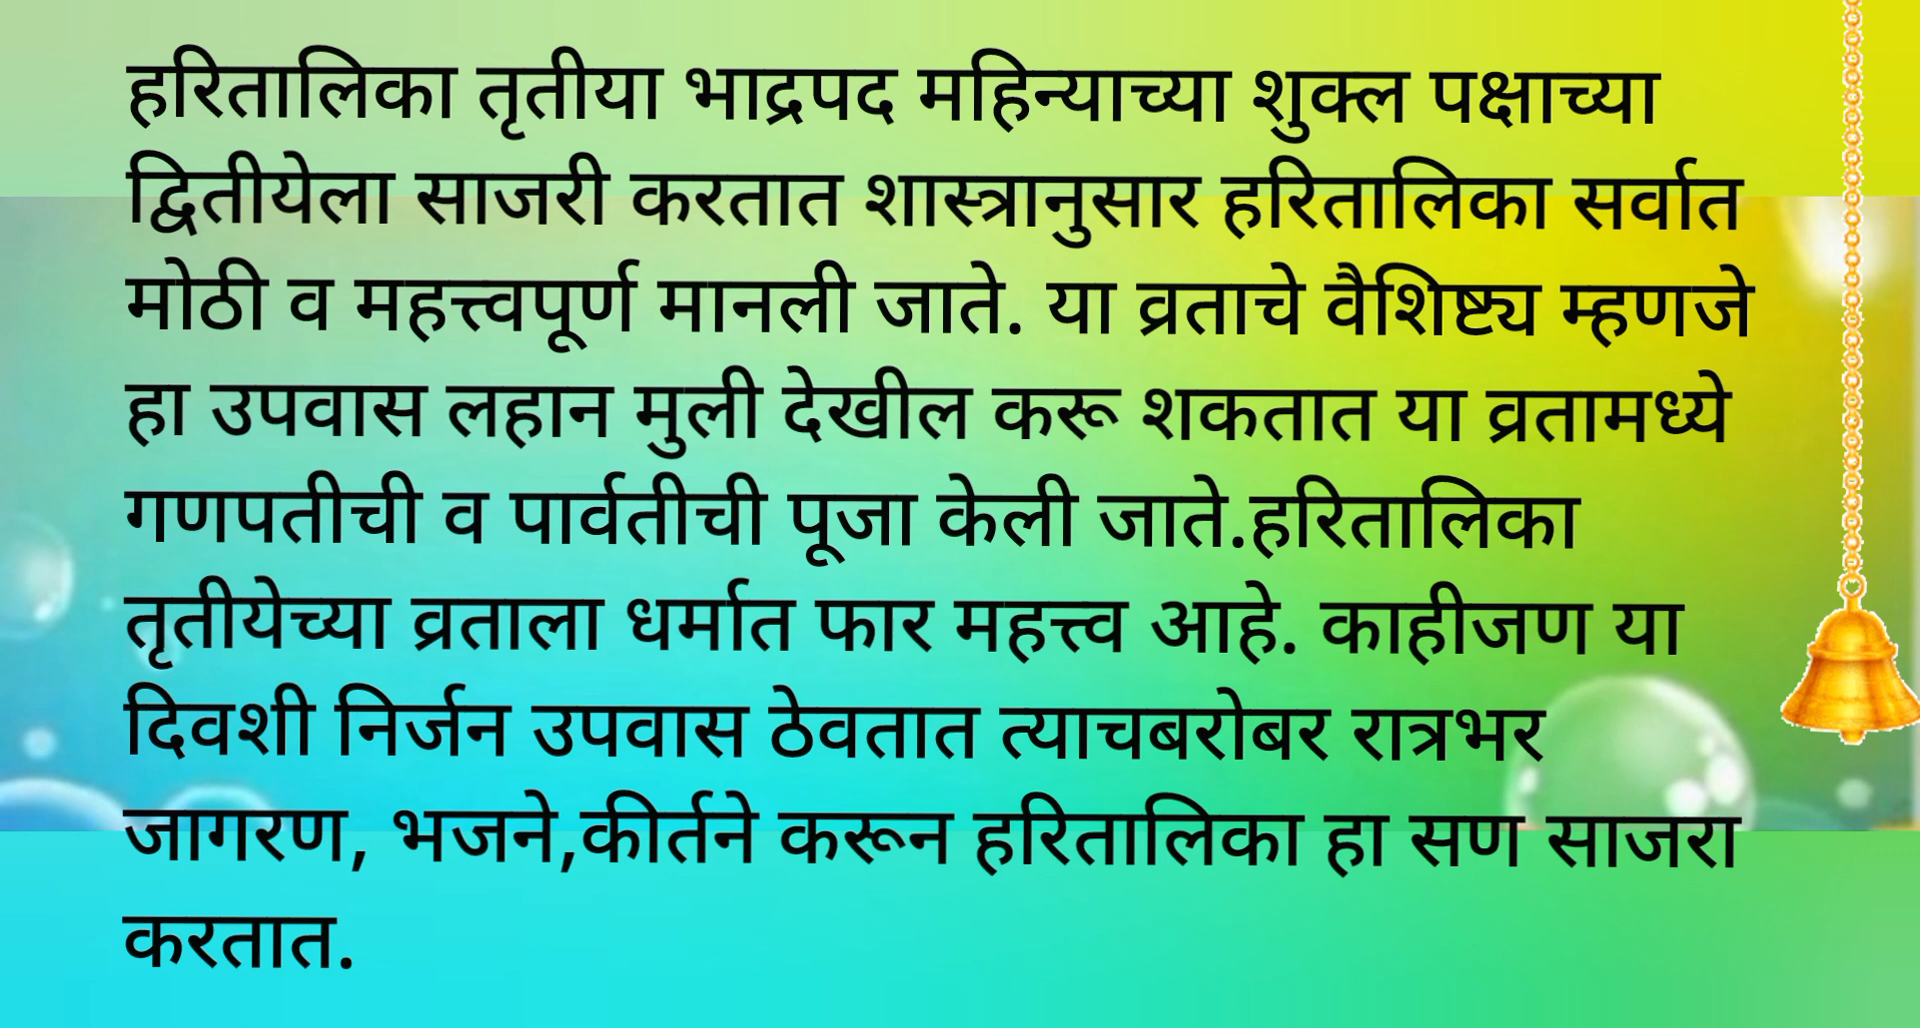 हरितालिका तृतीया भाद्रपद महिन्याच्या शुक्ल पक्षाच्या
द्वितीयेला साजरी करतात शास्त्रानुसार हरितालिका सर्वात
मोठी व महत्त्वपूर्ण मानली जाते. या व्रताचे वैशिष्ट्य म्हणजे
हा उपवास लहान मुली देखील करू शकतात या व्रतामध्ये
गणपतीची व पार्वतीची पूजा केली जाते.हरितालिका
तृतीयेच्या व्रताला धर्मात फार महत्त्व आहे. काहीजण या
दिवशी निर्जन उपवास ठेवतात त्याचबरोबर रात्रभर
जागरण, भजने,कीर्तने करून हरितालिका हा सण साजरा
करतात.